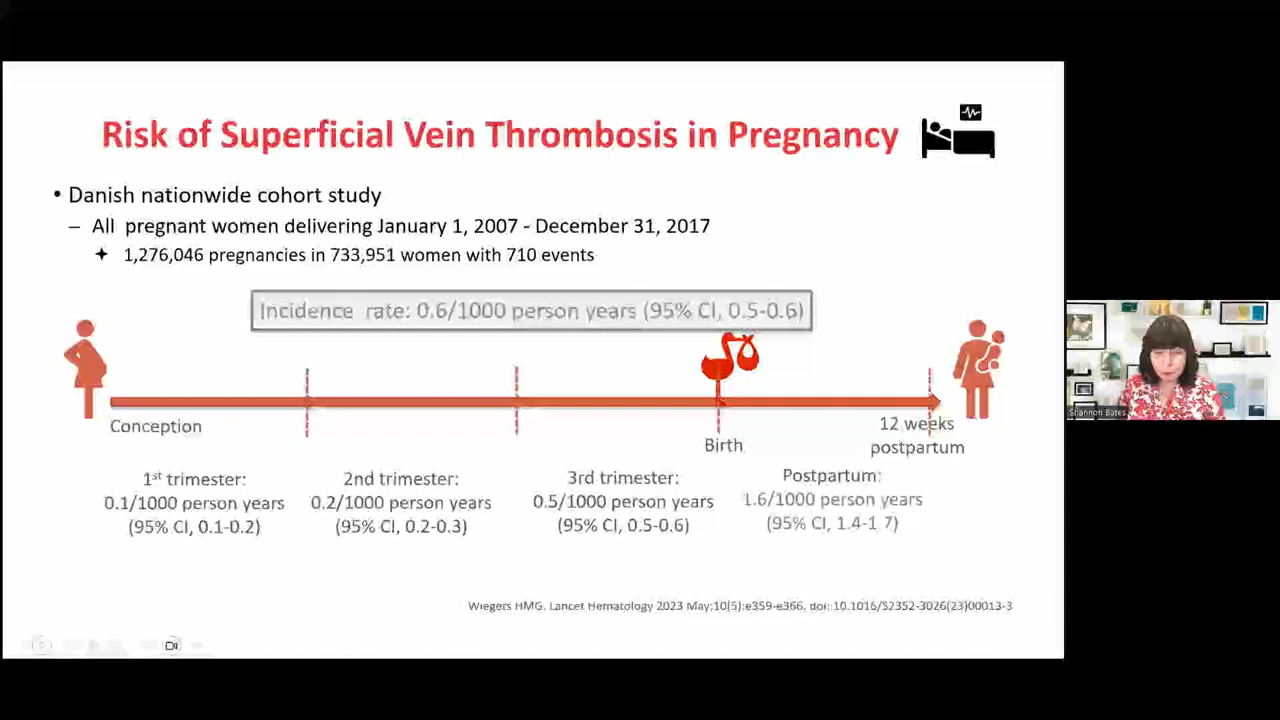 Risk of Superficial Vein Thrombosis in Pregnancy
• Danish nationwide cohort study
– All pregnant women delivering January 1, 2007 - December 31, 2017
✦ 1,276,046 pregnancies in 733,951 women with 710 events
Incidence rate: 0.6/1000 person years (95% CI, 0.5-0.6)
Conception
Birth
12 weeks
postpartum
1st trimester:
0.1/1000 person years
(95% CI, 0.1-0.2)
2nd trimester:
0.2/1000 person years
(95% CI, 0.2-0.3)
3rd trimester:
0.5/1000 person years
(95% CI, 0.5-0.6)
Postpartum:
1.6/1000 person years
(95% CI, 1.4-1.7)
Wiegers HMG. Lancet Hematology 2023 May;10(5):e359-e366. doi: 10.1016/S2352-3026(23)00013-3
Shannon Bates